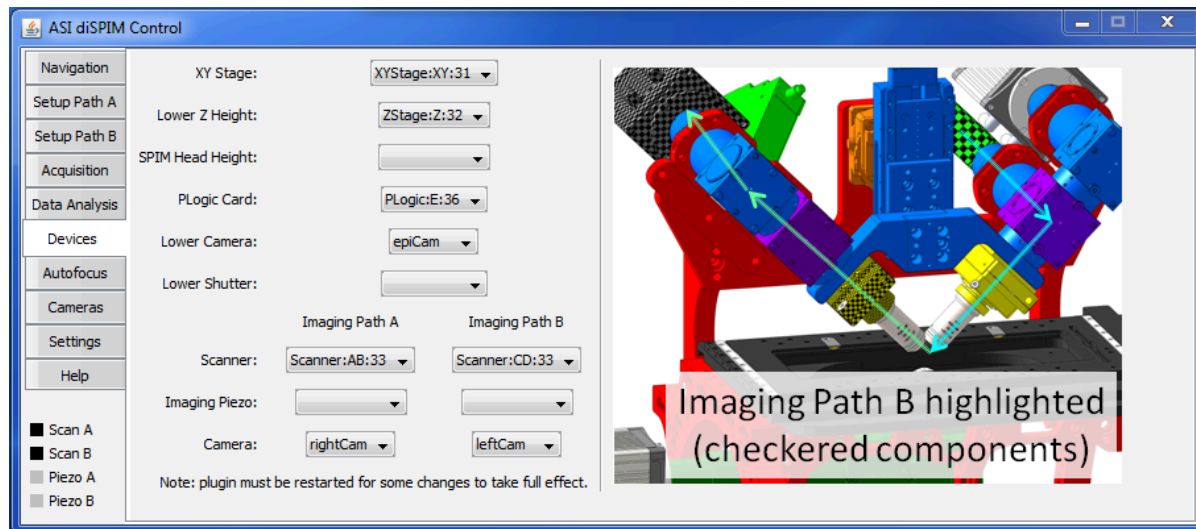 ASI diSPIM Control
Navigation
Setup Path A
Setup Path B
Acquisition
Data Analysis
Devices
Autofocus
Cameras
Settings
Help
Scan A
Scan B
Piezo A
Piezo B
XY Stage: XYStage:XY:31
Lower Z Height: ZStage:Z:32
SPIM Head Height:
PLogic Card: PLogic:E:36
Lower Camera: epiCam
Lower Shutter:
Imaging Path A Imaging Path B
Scanner: Scanner:AB:33 Scanner:CD:33
Imaging Piezo:
Camera: rightCam leftCam
Note: plugin must be restarted for some changes to take full effect.
Imaging Path B highlighted
(checkered components)